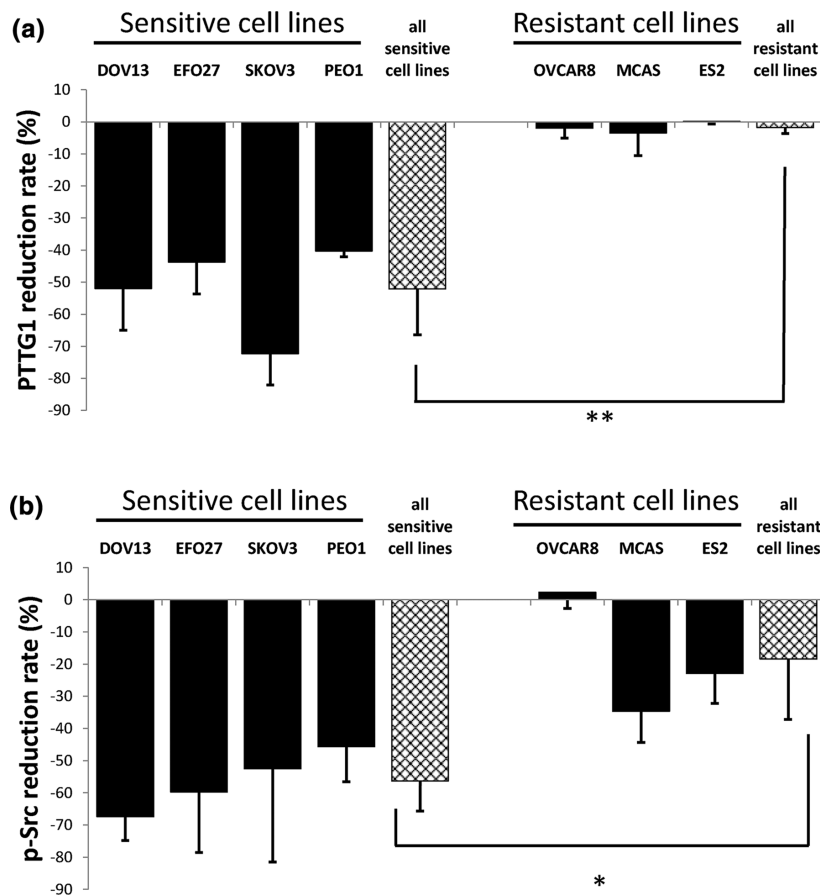 (a)
Sensitive cell lines
all
sensitive
cell lines
Resistant cell lines
all
resistant
cell lines
DOV13 EFO27 SKOV3 PEO1
OVCAR8 MCAS ES2
PTTG1 reduction rate (%)
10
0
-10
-20
-30
-40
-50
-60
-70
-80
-90
**
(b)
Sensitive cell lines
all
sensitive
cell lines
Resistant cell lines
all
resistant
cell lines
DOV13 EFO27 SKOV3 PEO1
OVCAR8 MCAS ES2
p-Src reduction rate (%)
10
0
-10
-20
-30
-40
-50
-60
-70
-80
-90
*